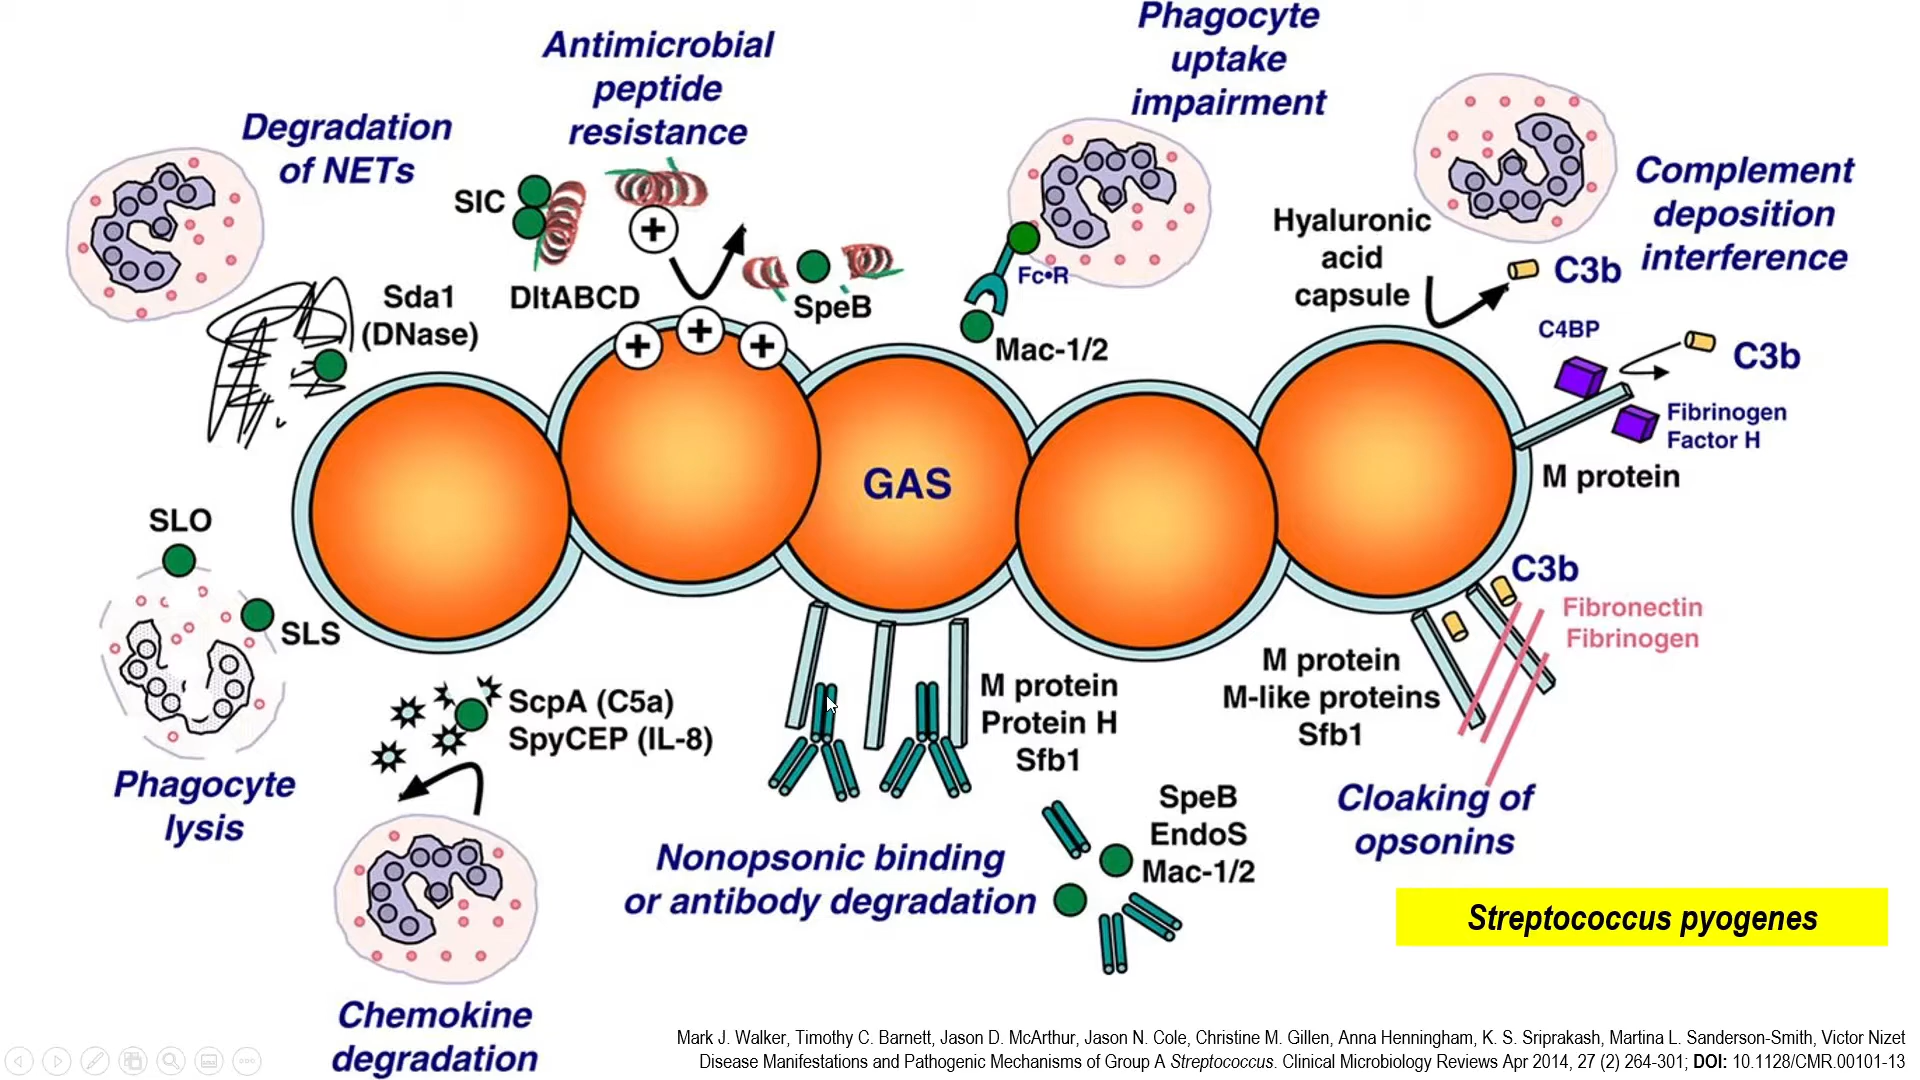 Phagocyte
uptake
impairment
Antimicrobial
peptide
resistance
Degradation
of NETs
Complement
deposition
interference
SIC
+
DltABCD
SpeB
+
+
+
Sda1
(DNase)
Fc•R
Mac-1/2
Hyaluronic
acid
capsule
C3b
C4BP
C3b
Fibrinogen
Factor H
M protein
GAS
SLO
SLS
Phagocyte
lysis
ScpA (C5a)
SpyCEP (IL-8)
Chemokine
degradation
M protein
Protein H
Sfb1
Nonopsonic binding
or antibody degradation
SpeB
EndoS
Mac-1/2
C3b
Fibronectin
Fibrinogen
M protein
M-like proteins
Sfb1
Cloaking of
opsonins
Streptococcus pyogenes
Mark J. Walker, Timothy C. Barnett, Jason D. McArthur, Jason N. Cole, Christine M. Gillen, Anna Henningham, K. S. Sriprakash, Martina L. Sanderson-Smith, Victor Nizet
Disease Manifestations and Pathogenic Mechanisms of Group A Streptococcus. Clinical Microbiology Reviews Apr 2014, 27 (2) 264-301; DOI: 10.1128/CMR.00101-13